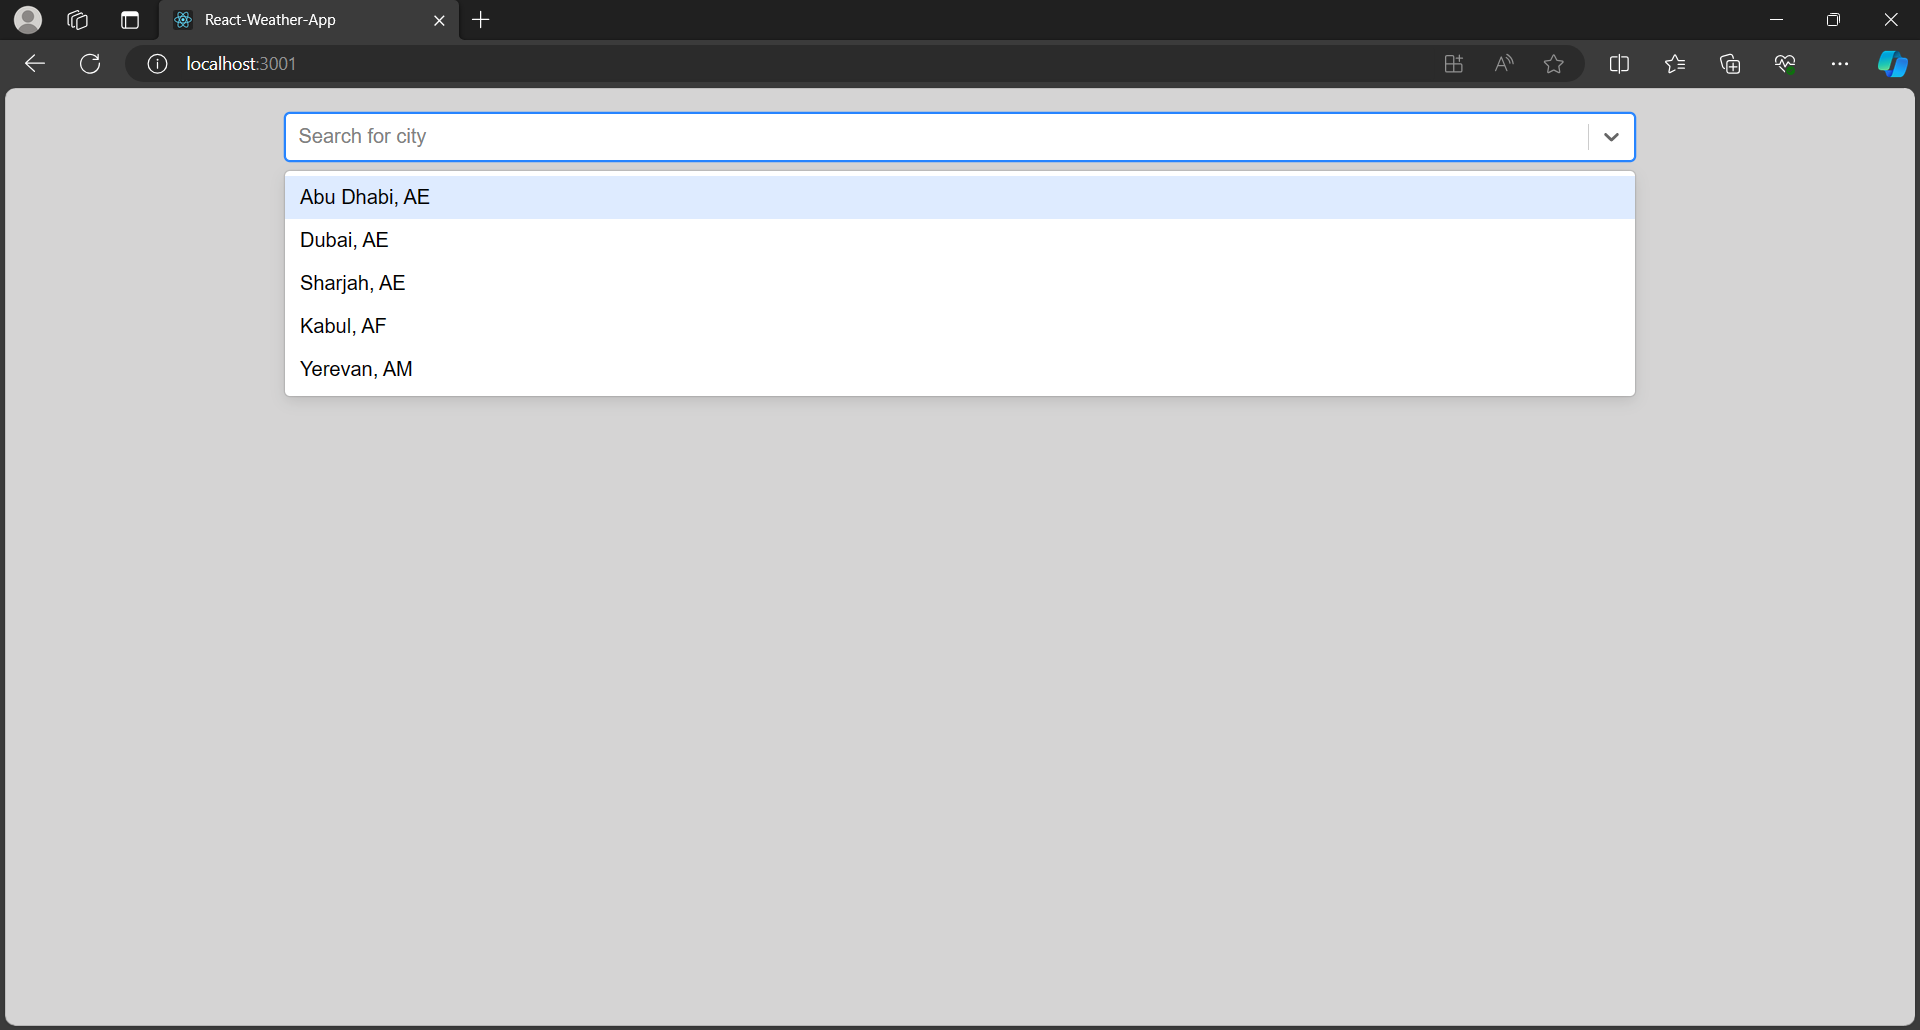 React-Weather-App
localhost:3001
Search for city
Abu Dhabi, AE
Dubai, AE
Sharjah, AE
Kabul, AF
Yerevan, AM